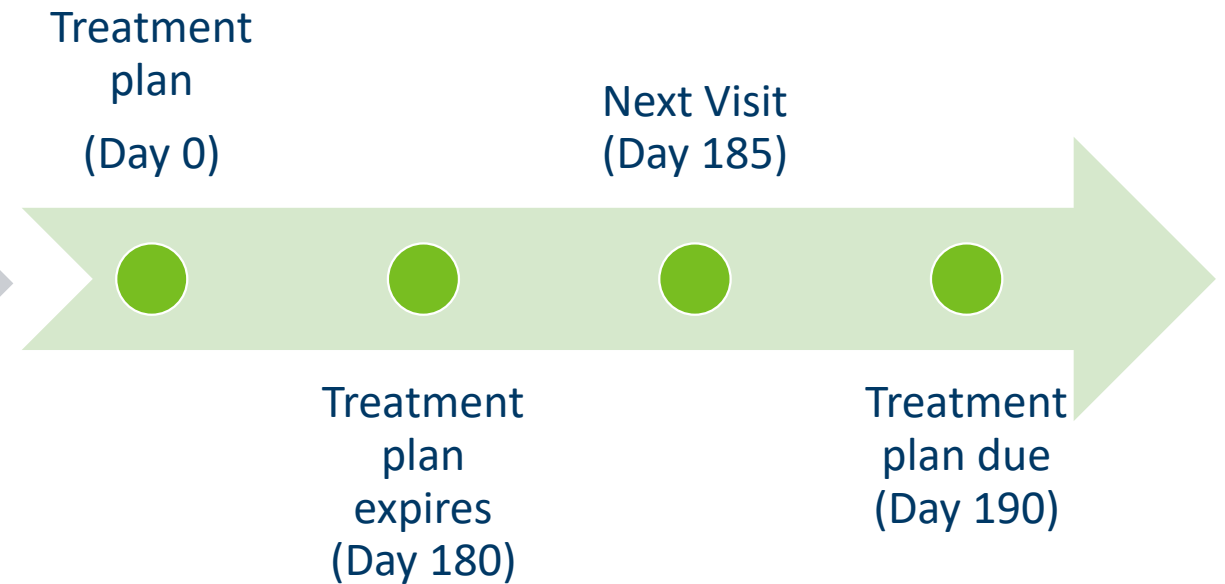 Treatment
plan
(Day 0)
Treatment
plan
expires
(Day 180)
Next Visit
(Day 185)
Treatment
plan due
(Day 190)